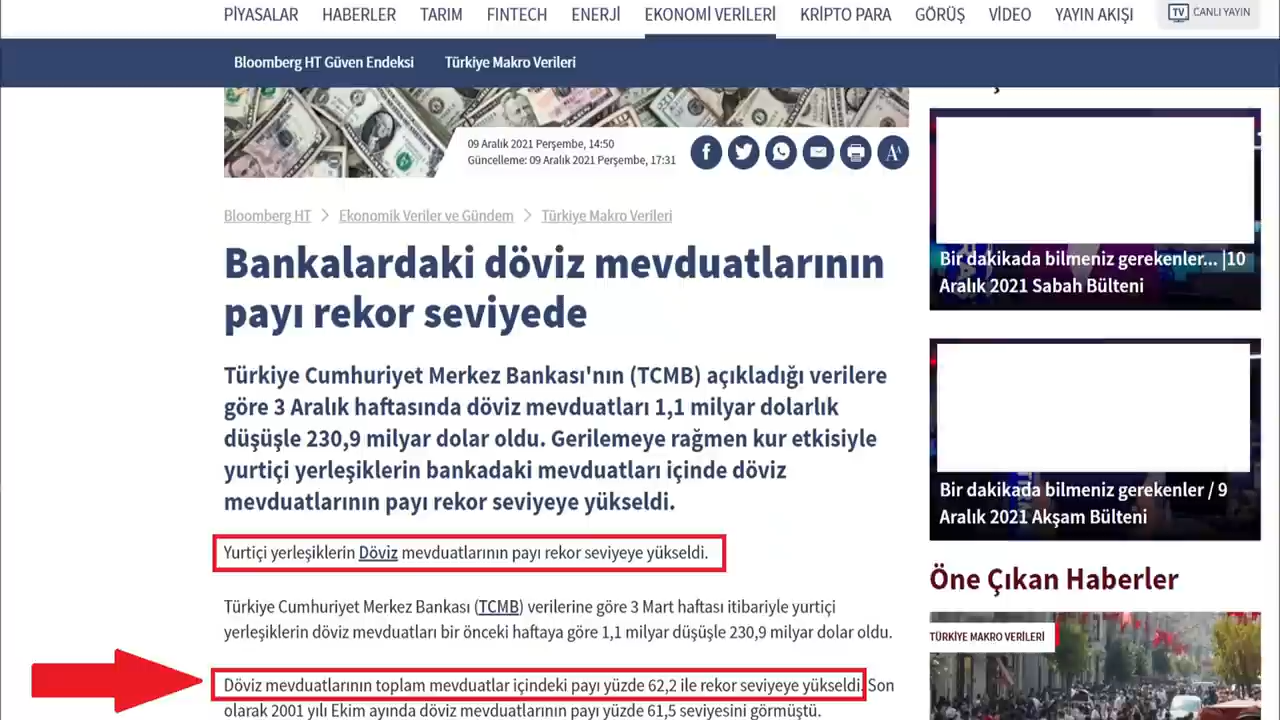 PİYASALAR HABERLER TARIM FINTECH ENERJİ EKONOMİ VERİLERİ KRİPTO PARA GÖRÜŞ VİDEO YAYIN AKIŞI TV CANLI YAYIN
Bloomberg HT Güven Endeksi Türkiye Makro Verileri
09 Aralık 2021 Perşembe, 14:50
Güncelleme: 09 Aralık 2021 Perşembe, 17:31
Bloomberg HT > Ekonomik Veriler ve Gündem > Türkiye Makro Verileri
Bankalardaki döviz mevduatlarının
payı rekor seviyede
Türkiye Cumhuriyet Merkez Bankası'nın (TCMB) açıkladığı verilere
göre 3 Aralık haftasında döviz mevduatları 1,1 milyar dolarlık
düşüşle 230,9 milyar dolar oldu. Gerilemeye rağmen kur etkisiyle
yurtiçi yerleşiklerin bankadaki mevduatları içinde döviz
mevduatlarının payı rekor seviyeye yükseldi.
Yurtiçi yerleşiklerin Döviz mevduatlarının payı rekor seviyeye yükseldi.
Türkiye Cumhuriyet Merkez Bankası (TCMB) verilerine göre 3 Mart haftası itibariyle yurtiçi
yerleşiklerin döviz mevduatları bir önceki haftaya göre 1,1 milyar düşüşle 230,9 milyar dolar oldu.
Döviz mevduatlarının toplam mevduatlar içindeki payı yüzde 62,2 ile rekor seviyeye yükseldi. Son
olarak 2001 yılı Ekim ayında döviz mevduatlarının payı yüzde 61,5 seviyesini görmüştü.
Bir dakikada bilmeniz gerekenler... |10
Aralık 2021 Sabah Bülteni
Bir dakikada bilmeniz gerekenler / 9
Aralık 2021 Akşam Bülteni
Öne Çıkan Haberler
TÜRKİYE MAKRO VERİLERİ